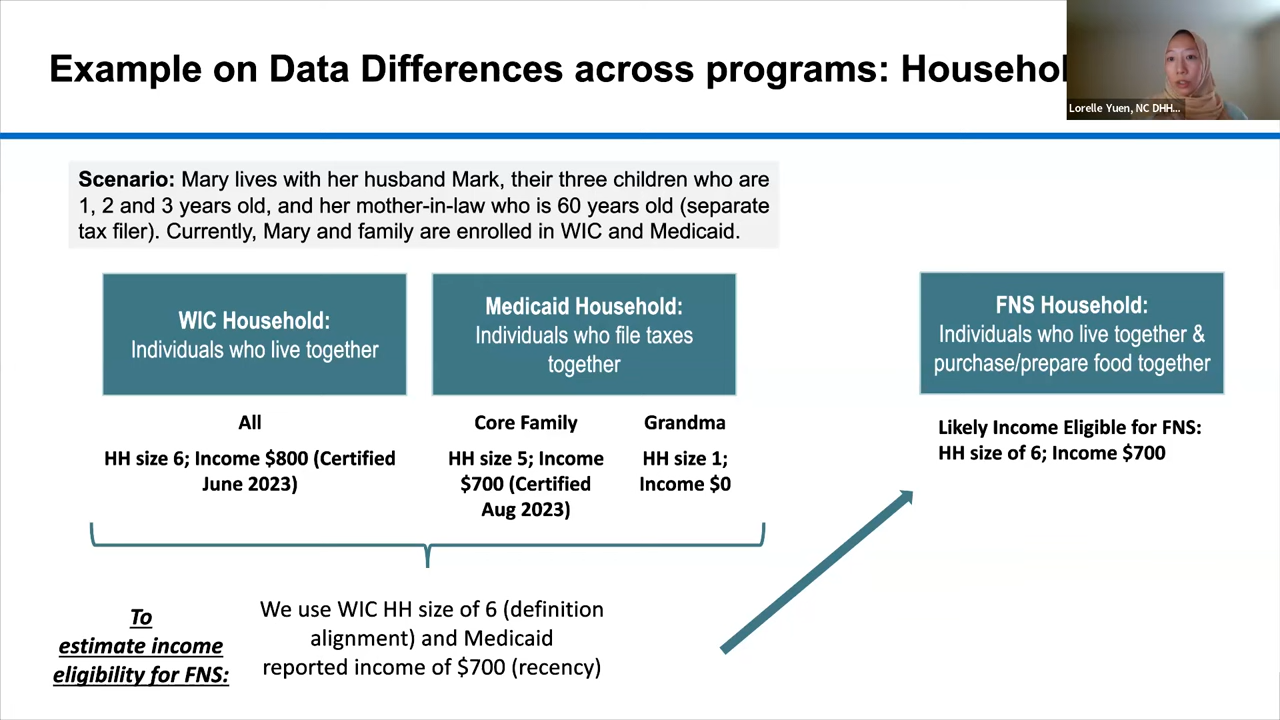 Example on Data Differences across programs: Househol
Lorelle Yuen, NC DHH...
Scenario: Mary lives with her husband Mark, their three children who are
1, 2 and 3 years old, and her mother-in-law who is 60 years old (separate
tax filer). Currently, Mary and family are enrolled in WIC and Medicaid.
WIC Household:
Individuals who live together
Medicaid Household:
Individuals who file taxes
together
FNS Household:
Individuals who live together &
purchase/prepare food together
All
HH size 6; Income $800 (Certified
June 2023)
Core Family
HH size 5; Income
$700 (Certified
Aug 2023)
Grandma
HH size 1;
Income $0
Likely Income Eligible for FNS:
HH size of 6; Income $700
To
estimate income
eligibility for FNS:
We use WIC HH size of 6 (definition
alignment) and Medicaid
reported income of $700 (recency)